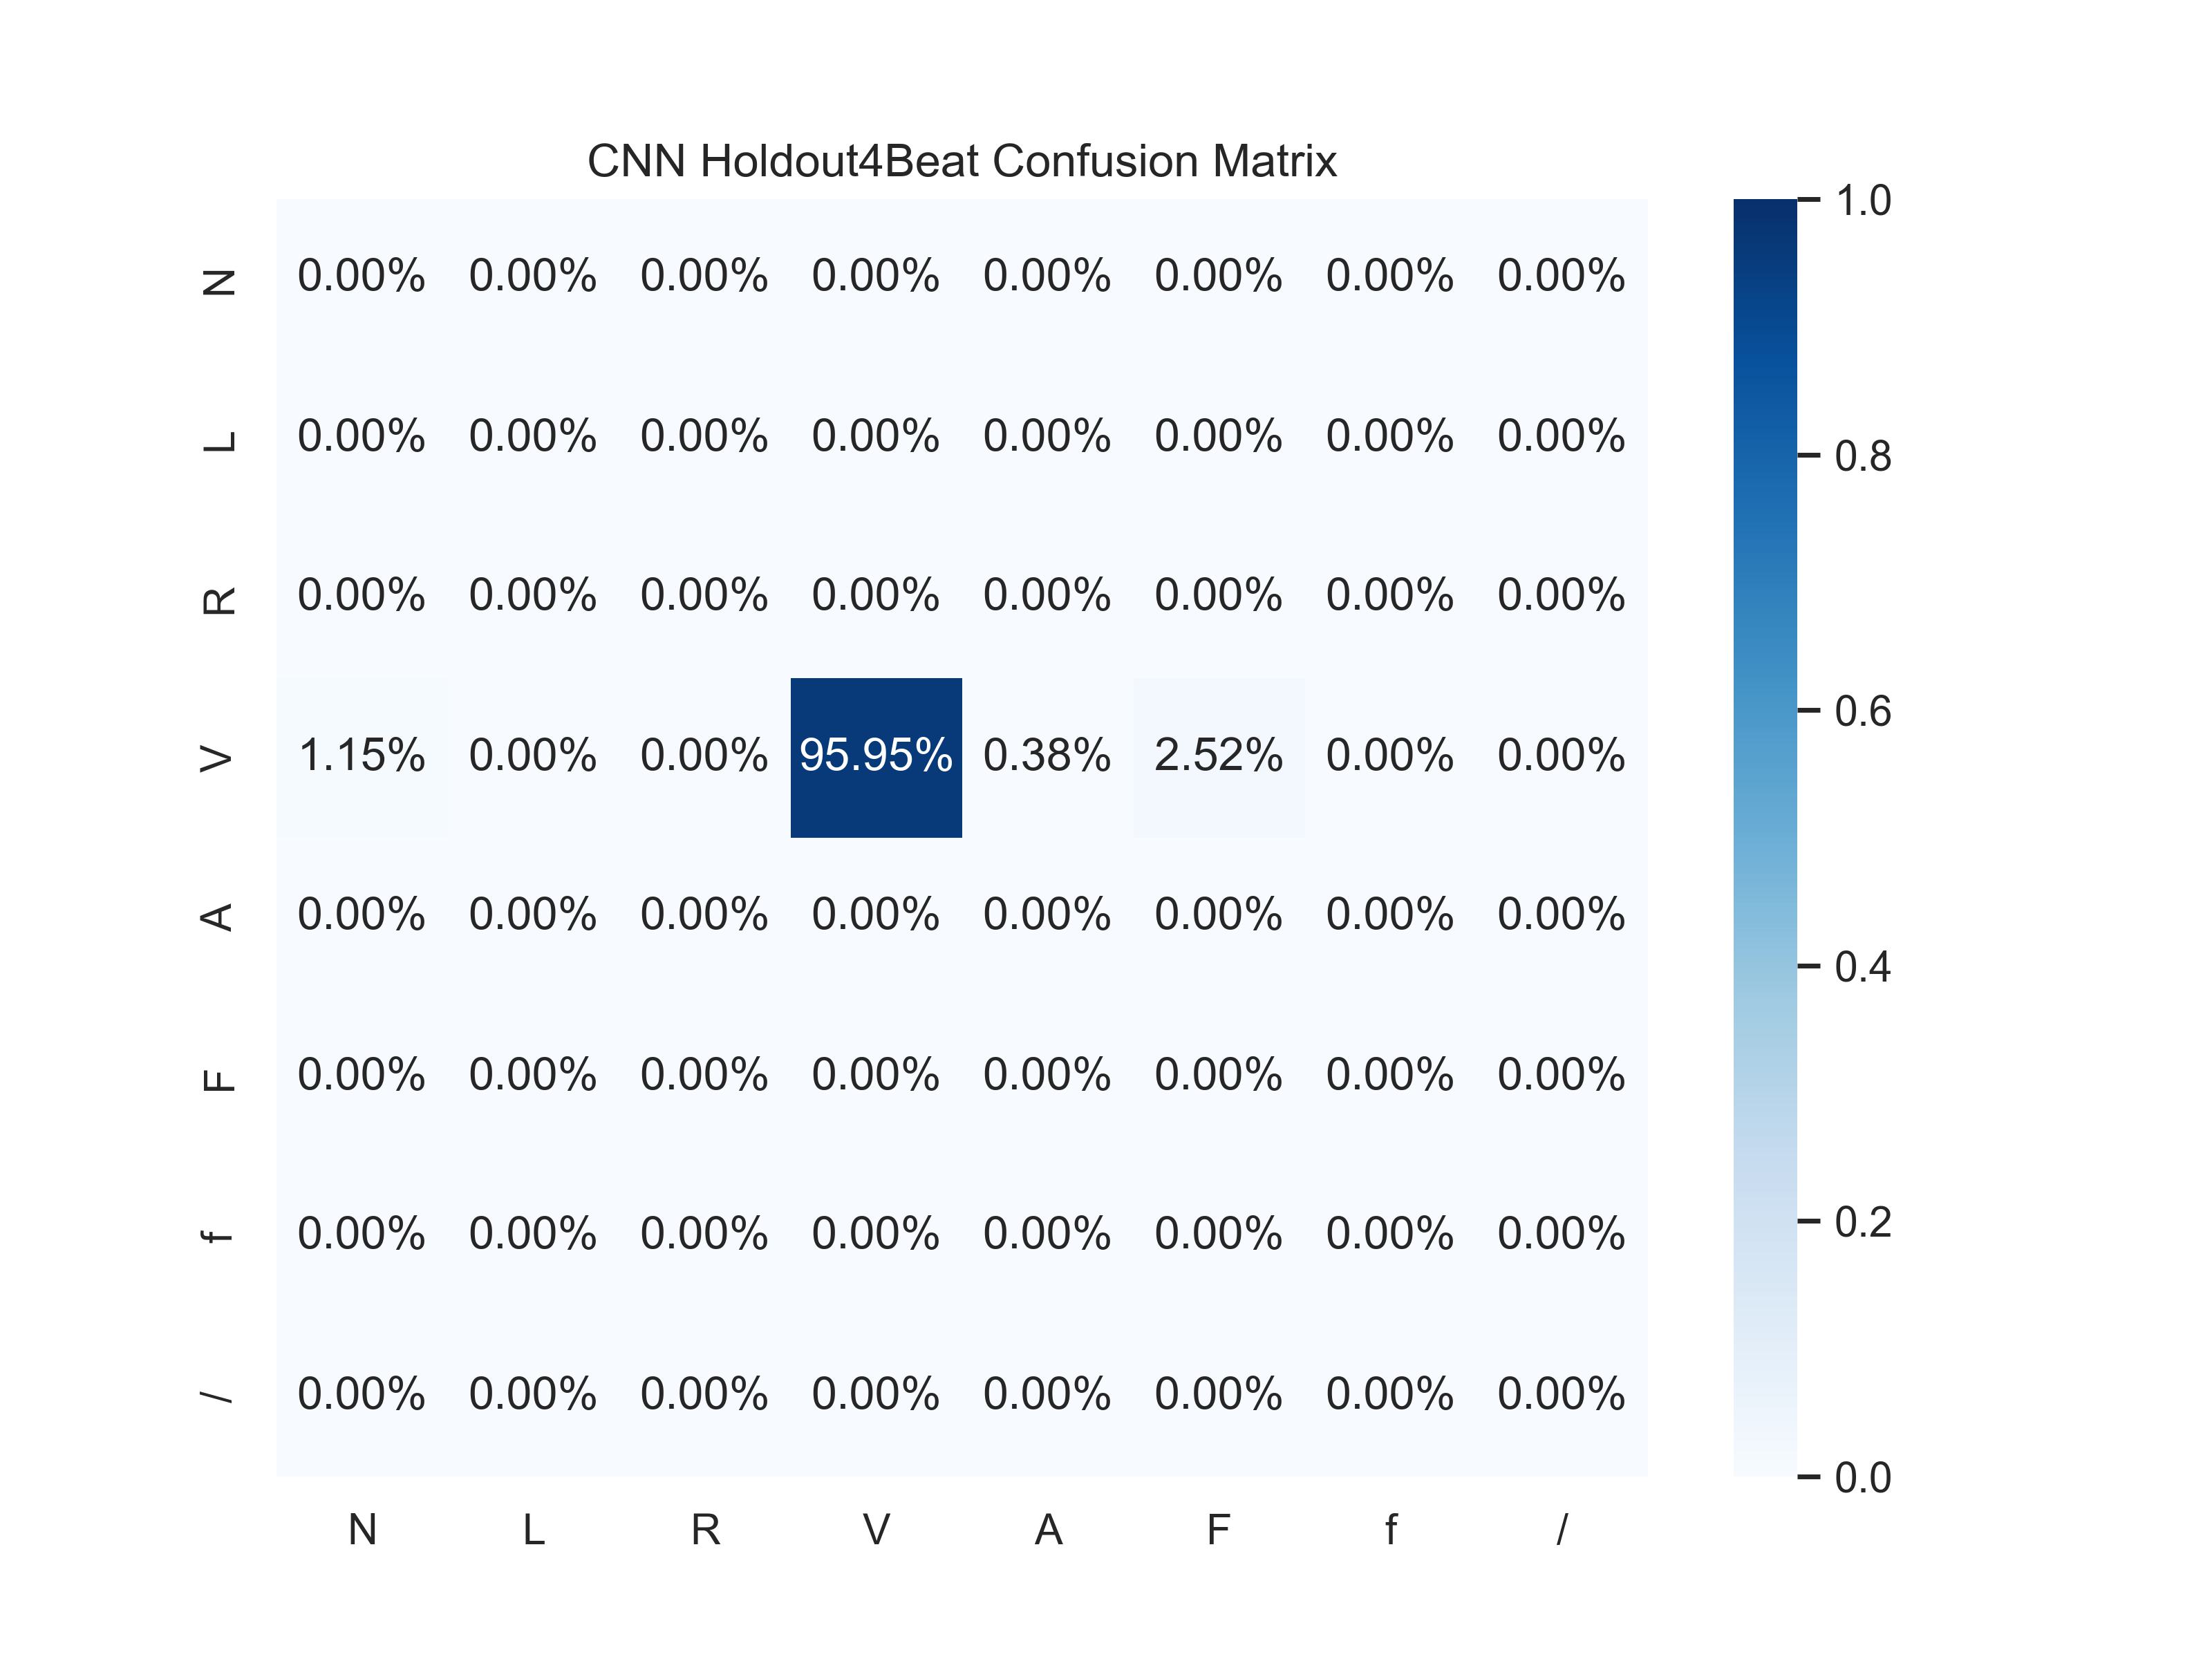 CNN Holdout4Beat Confusion Matrix
N 0.00% 0.00% 0.00% 0.00% 0.00% 0.00% 0.00% 0.00%
L 0.00% 0.00% 0.00% 0.00% 0.00% 0.00% 0.00% 0.00%
R 0.00% 0.00% 0.00% 0.00% 0.00% 0.00% 0.00% 0.00%
V 1.15% 0.00% 0.00% 95.95% 0.38% 2.52% 0.00% 0.00%
A 0.00% 0.00% 0.00% 0.00% 0.00% 0.00% 0.00% 0.00%
F 0.00% 0.00% 0.00% 0.00% 0.00% 0.00% 0.00% 0.00%
f 0.00% 0.00% 0.00% 0.00% 0.00% 0.00% 0.00% 0.00%
/ 0.00% 0.00% 0.00% 0.00% 0.00% 0.00% 0.00% 0.00%
N L R V A F f /
1.0
0.8
0.6
0.4
0.2
0.0